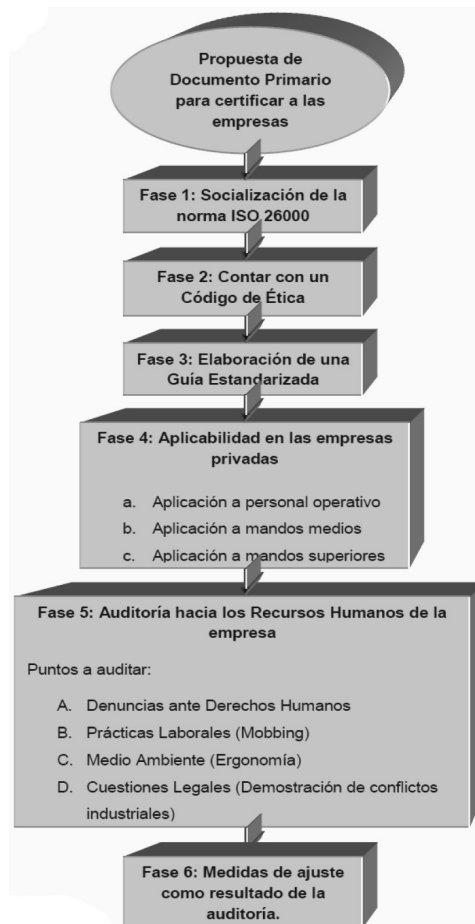 Propuesta de
Documento Primario
para certificar a las
empresas
Fase 1: Socialización de la
norma ISO 26000
Fase 2: Contar con un
Código de Ética
Fase 3: Elaboración de una
Guía Estandarizada
Fase 4: Aplicabilidad en las empresas
privadas
a. Aplicación a personal operativo
b. Aplicación a mandos medios
c. Aplicación a mandos superiores
Fase 5: Auditoría hacia los Recursos Humanos de la
empresa
Puntos a auditar:
A. Denuncias ante Derechos Humanos
B. Prácticas Laborales (Mobbing)
C. Medio Ambiente (Ergonomía)
D. Cuestiones Legales (Demostración de conflictos
industriales)
Fase 6: Medidas de ajuste
como resultado de la
auditoría.